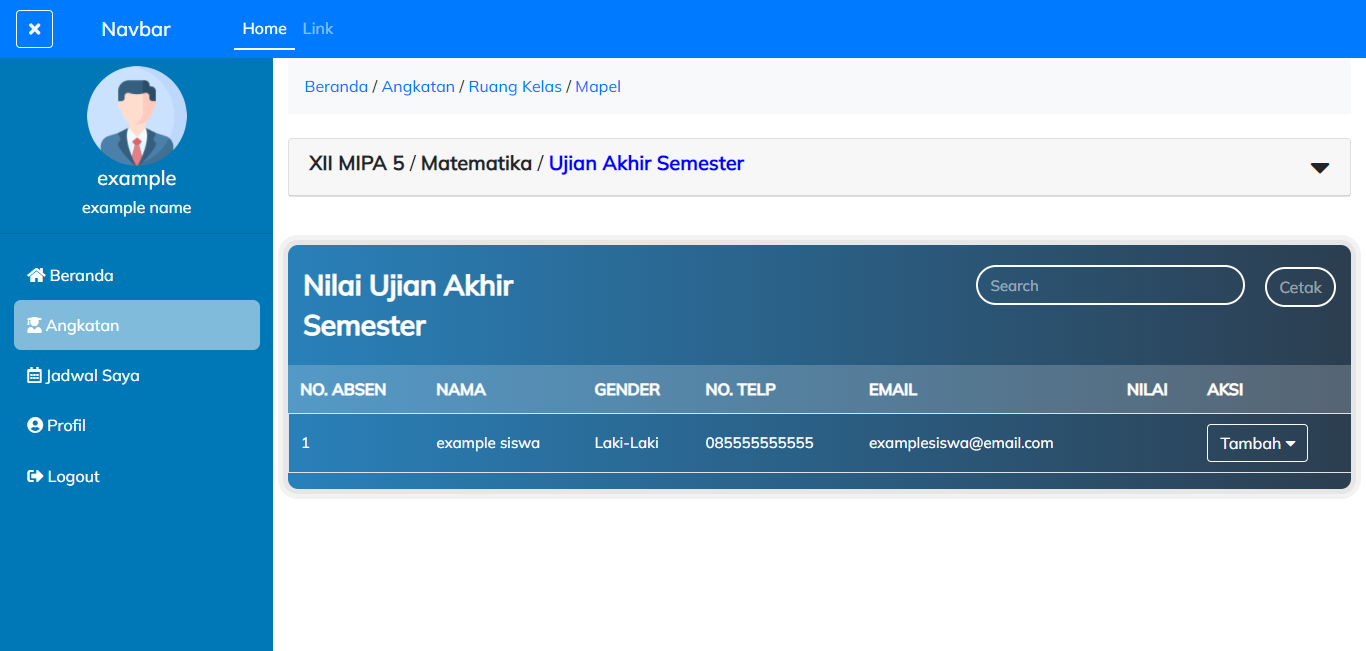 Navbar Home Link
example
example name
Beranda
Angkatan
Jadwal Saya
Profil
Logout
Beranda / Angkatan / Ruang Kelas / Mapel
XII MIPA 5 / Matematika / Ujian Akhir Semester
Nilai Ujian Akhir
Semester
Search
Cetak
NO. ABSEN NAMA GENDER NO. TELP EMAIL NILAI AKSI
1 example siswa Laki-Laki 085555555555 examplesiswa@email.com Tambah